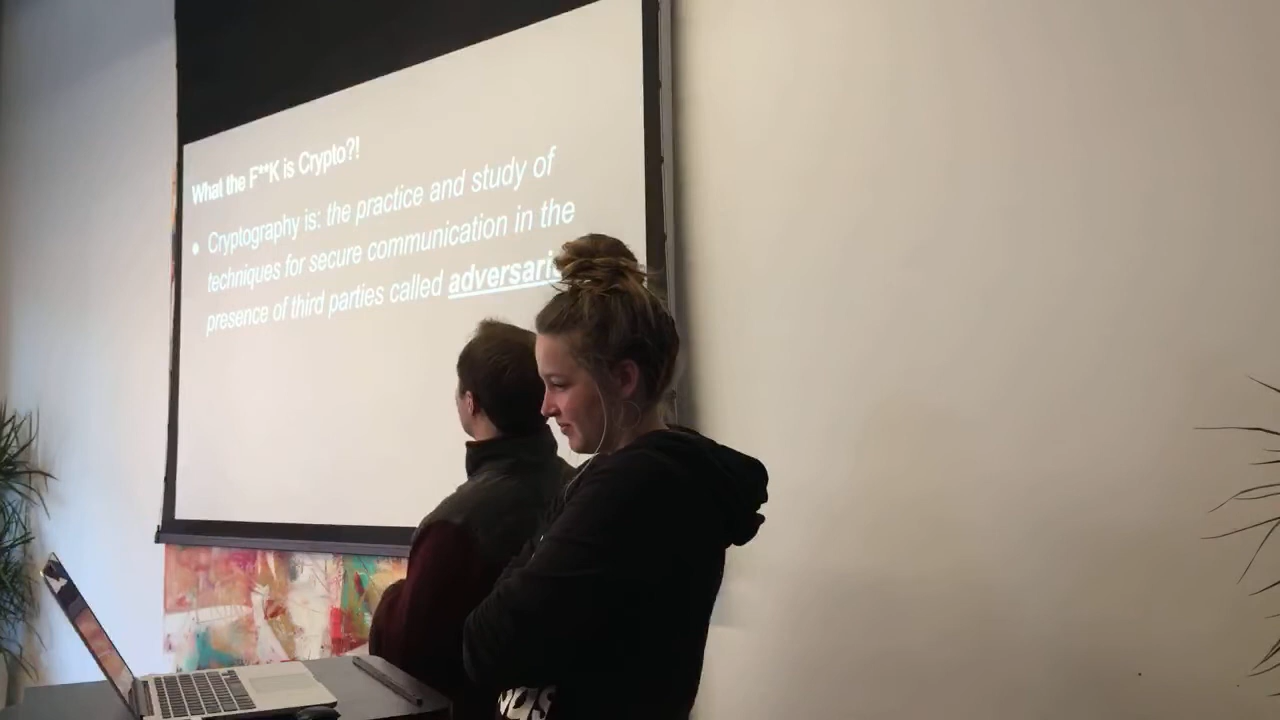 What the F**K is Crypto?!
• Cryptography is: the practice and study of
techniques for secure communication in the
presence of third parties called adversari